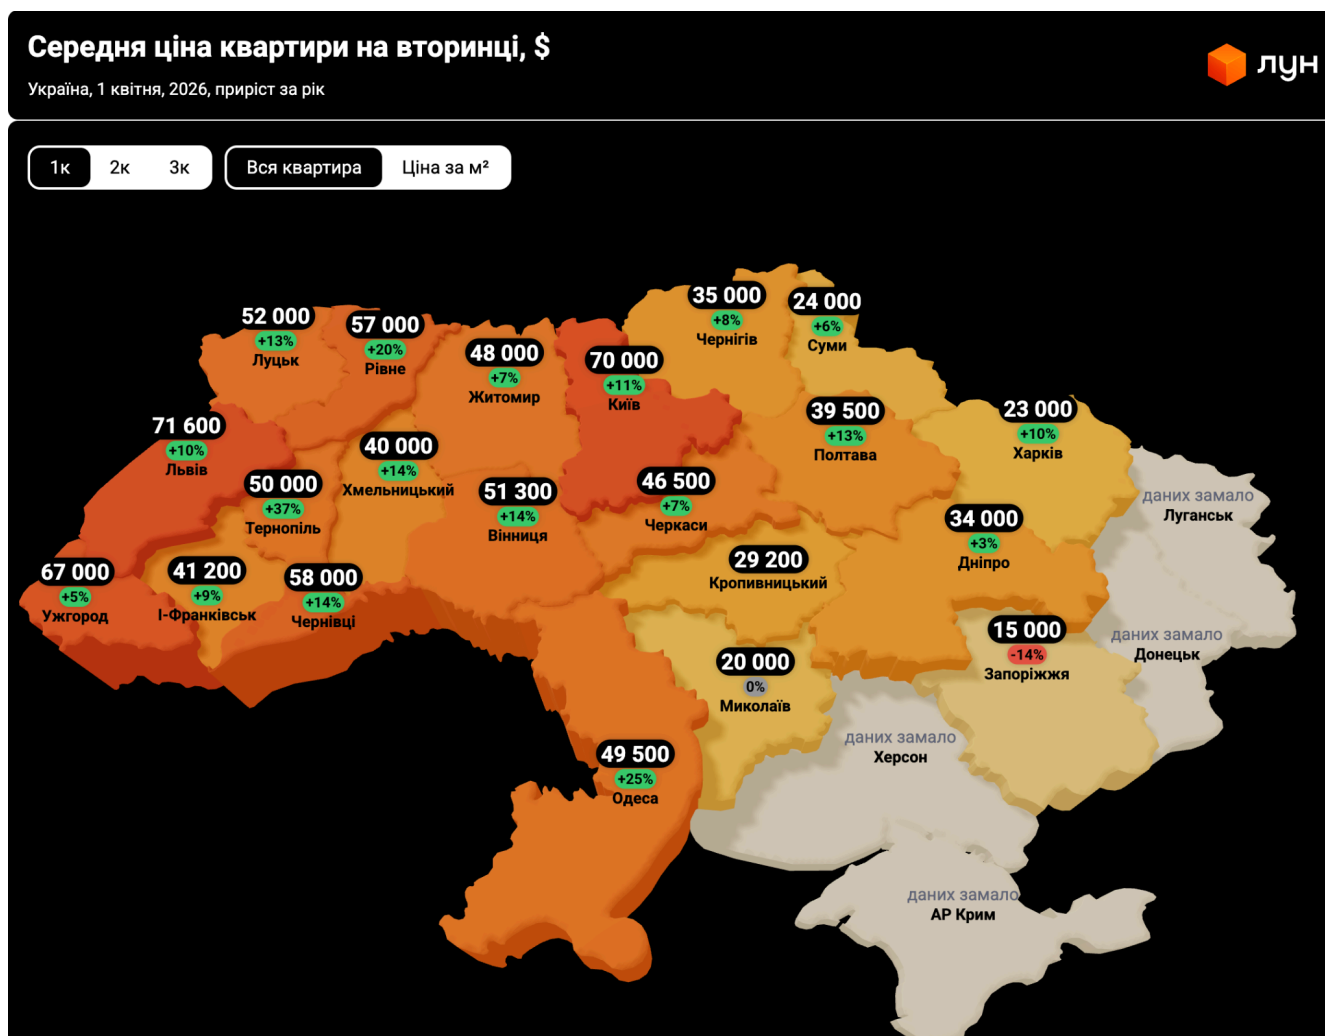 Середня ціна квартири на вторинці, $
Україна, 1 квітня, 2026, приріст за рік
лун
1к
2к
3к
Вся квартира
Ціна за м²
35 000
+8%
Чернігів
24 000
+6%
Суми
52 000
+13%
Луцьк
57 000
+20%
Рівне
48 000
+7%
Житомир
70 000
+11%
Київ
39 500
+13%
Полтава
23 000
+10%
Харків
71 600
+10%
Львів
40 000
+14%
Хмельницький
50 000
+37%
Тернопіль
51 300
+14%
Вінниця
46 500
+7%
Черкаси
даних замало
Луганськ
34 000
+3%
Дніпро
67 000
+5%
Ужгород
41 200
+9%
І-Франківськ
58 000
+14%
Чернівці
29 200
Кропивницький
15 000
-14%
Запоріжжя
даних замало
Донецьк
20 000
0%
Миколаїв
49 500
+25%
Одеса
даних замало
Херсон
даних замало
АР Крим